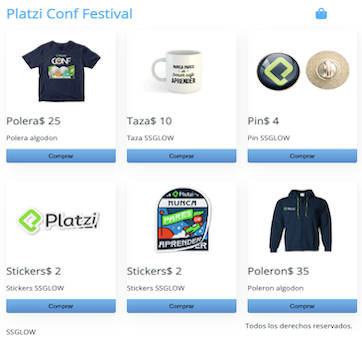 Platzi Conf Festival
CONF
NUNCA
PARES
DE
APRENDER
Polera$ 25
Taza$ 10
Pin$ 4
Polera algodon
Taza SSGLOW
Pin SSGLOW
Comprar
Comprar
Comprar
Platzi
NUNCA
PARES
DE
APRENDER
Stickers$ 2
Stickers$ 2
Poleron$ 35
Stickers SSGLOW
Stickers SSGLOW
Poleron algodon
Comprar
Comprar
Comprar
Todos los derechos reservados.
SSGLOW